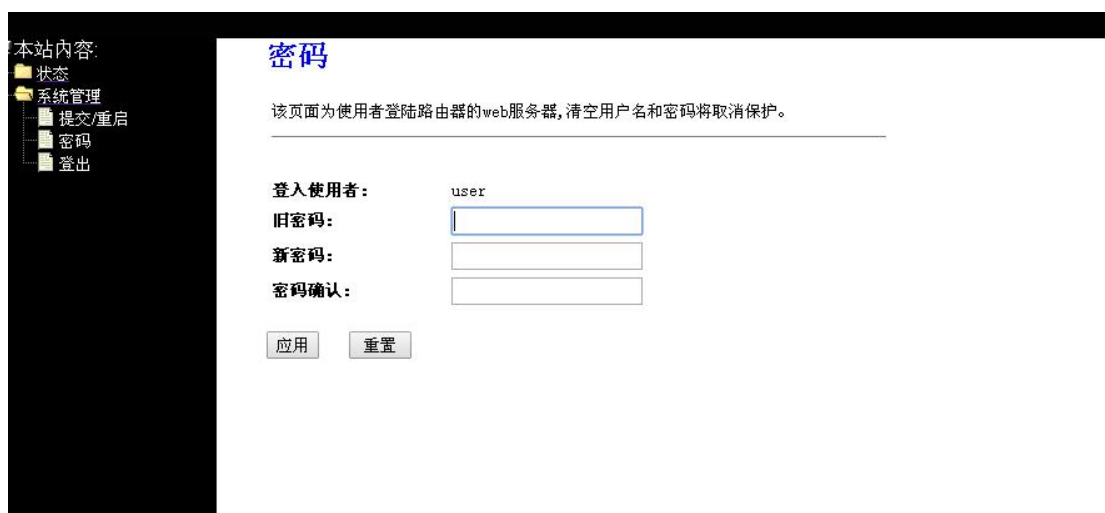 本站内容:
状态
系统管理
提交/重启
密码
登出
密码
该页面为使用者登陆路由器的web服务器,清空用户名和密码将取消保护。
登入使用者: user
旧密码:
新密码:
密码确认:
应用 重置